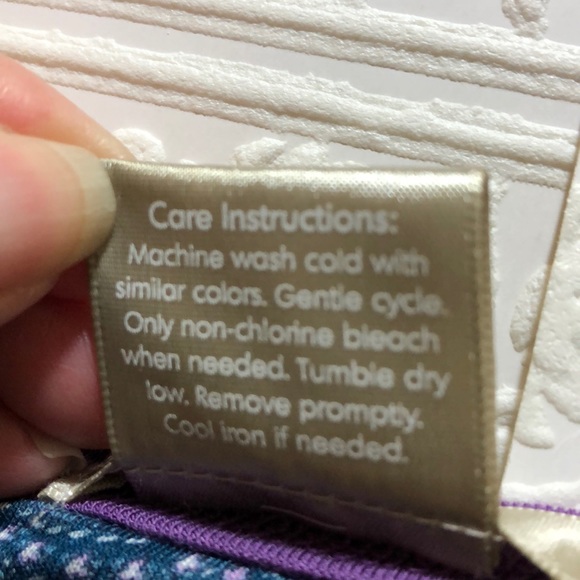 Care Instructions:
Machine wash cold with
similar colors. Gentle cycle.
Only non-chlorine bleach
when needed. Tumble dry
low. Remove promptly.
Cool iron if needed.